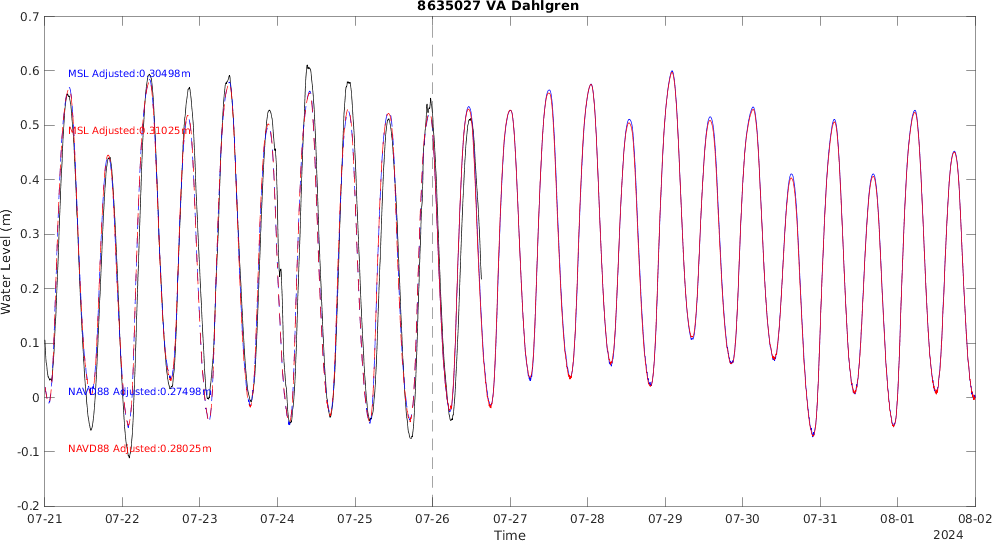 8635027 VA Dahlgren
0.7
0.6
0.5
0.4
0.3
0.2
0.1
0
-0.1
-0.2
Water Level (m)
MSL Adjusted:0.30498m
MSL Adjusted:0.31025m
NAVD88 Adjusted:0.27498m
NAVD88 Adjusted:0.28025m
07-21 07-22 07-23 07-24 07-25 07-26 07-27 07-28 07-29 07-30 07-31 08-01 08-02
Time
2024